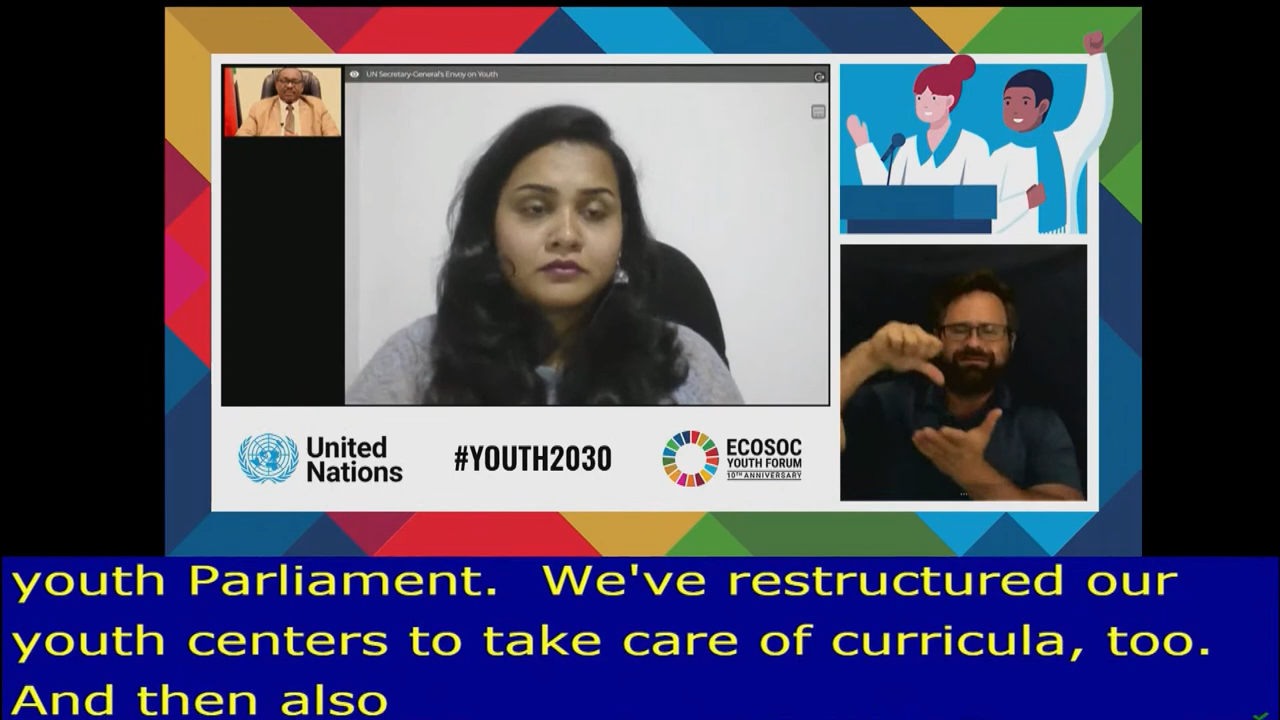 UN Secretary-General's Envoy on Youth
United
Nations
#YOUTH2030
ECOSOC
YOUTH FORUM
10TH ANNIVERSARY
youth Parliament.  We've restructured our
youth centers to take care of curricula, too.
And then also